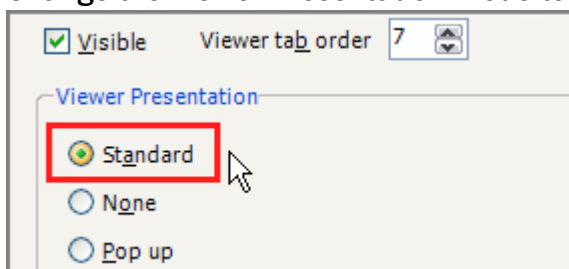 Visible Viewer tab order 7
Viewer Presentation
Standard
None
Pop up